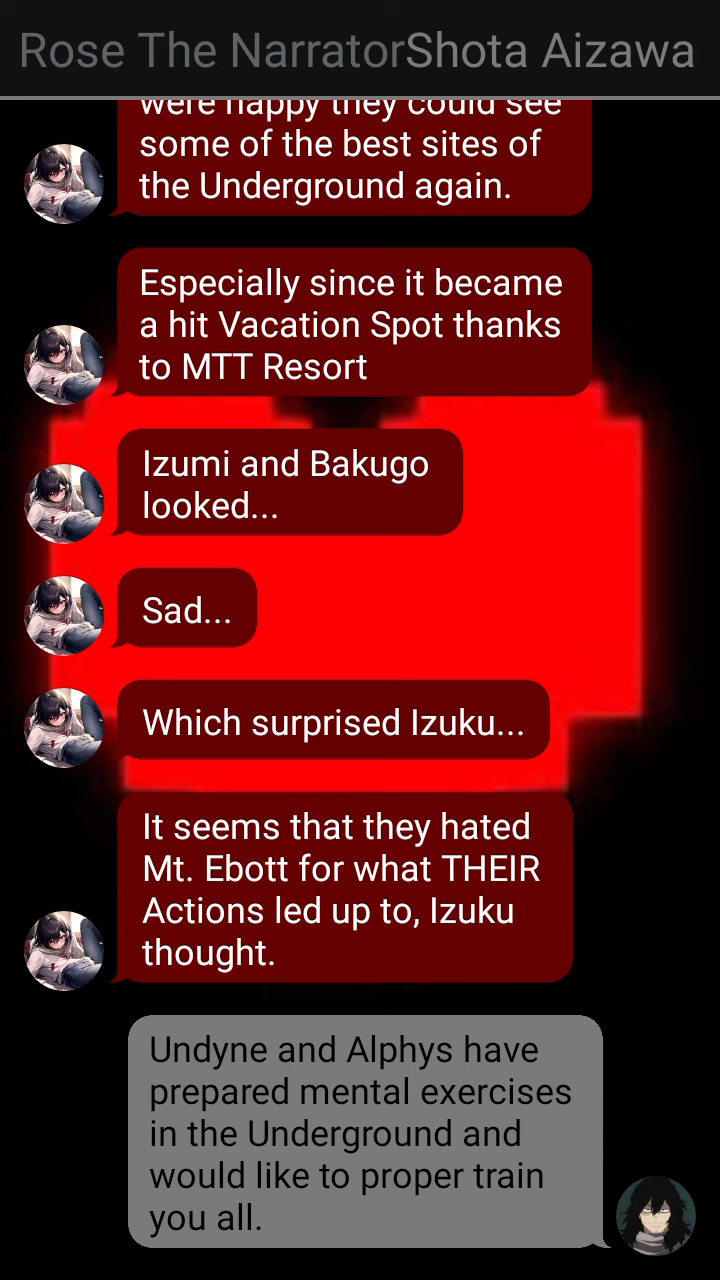 Rose The NarratorShota Aizawa
were happy they could see
some of the best sites of
the Underground again.
Especially since it became
a hit Vacation Spot thanks
to MTT Resort
Izumi and Bakugo
looked...
Sad...
Which surprised Izuku...
It seems that they hated
Mt. Ebott for what THEIR
Actions led up to, Izuku
thought.
Undyne and Alphys have
prepared mental exercises
in the Underground and
would like to proper train
you all.